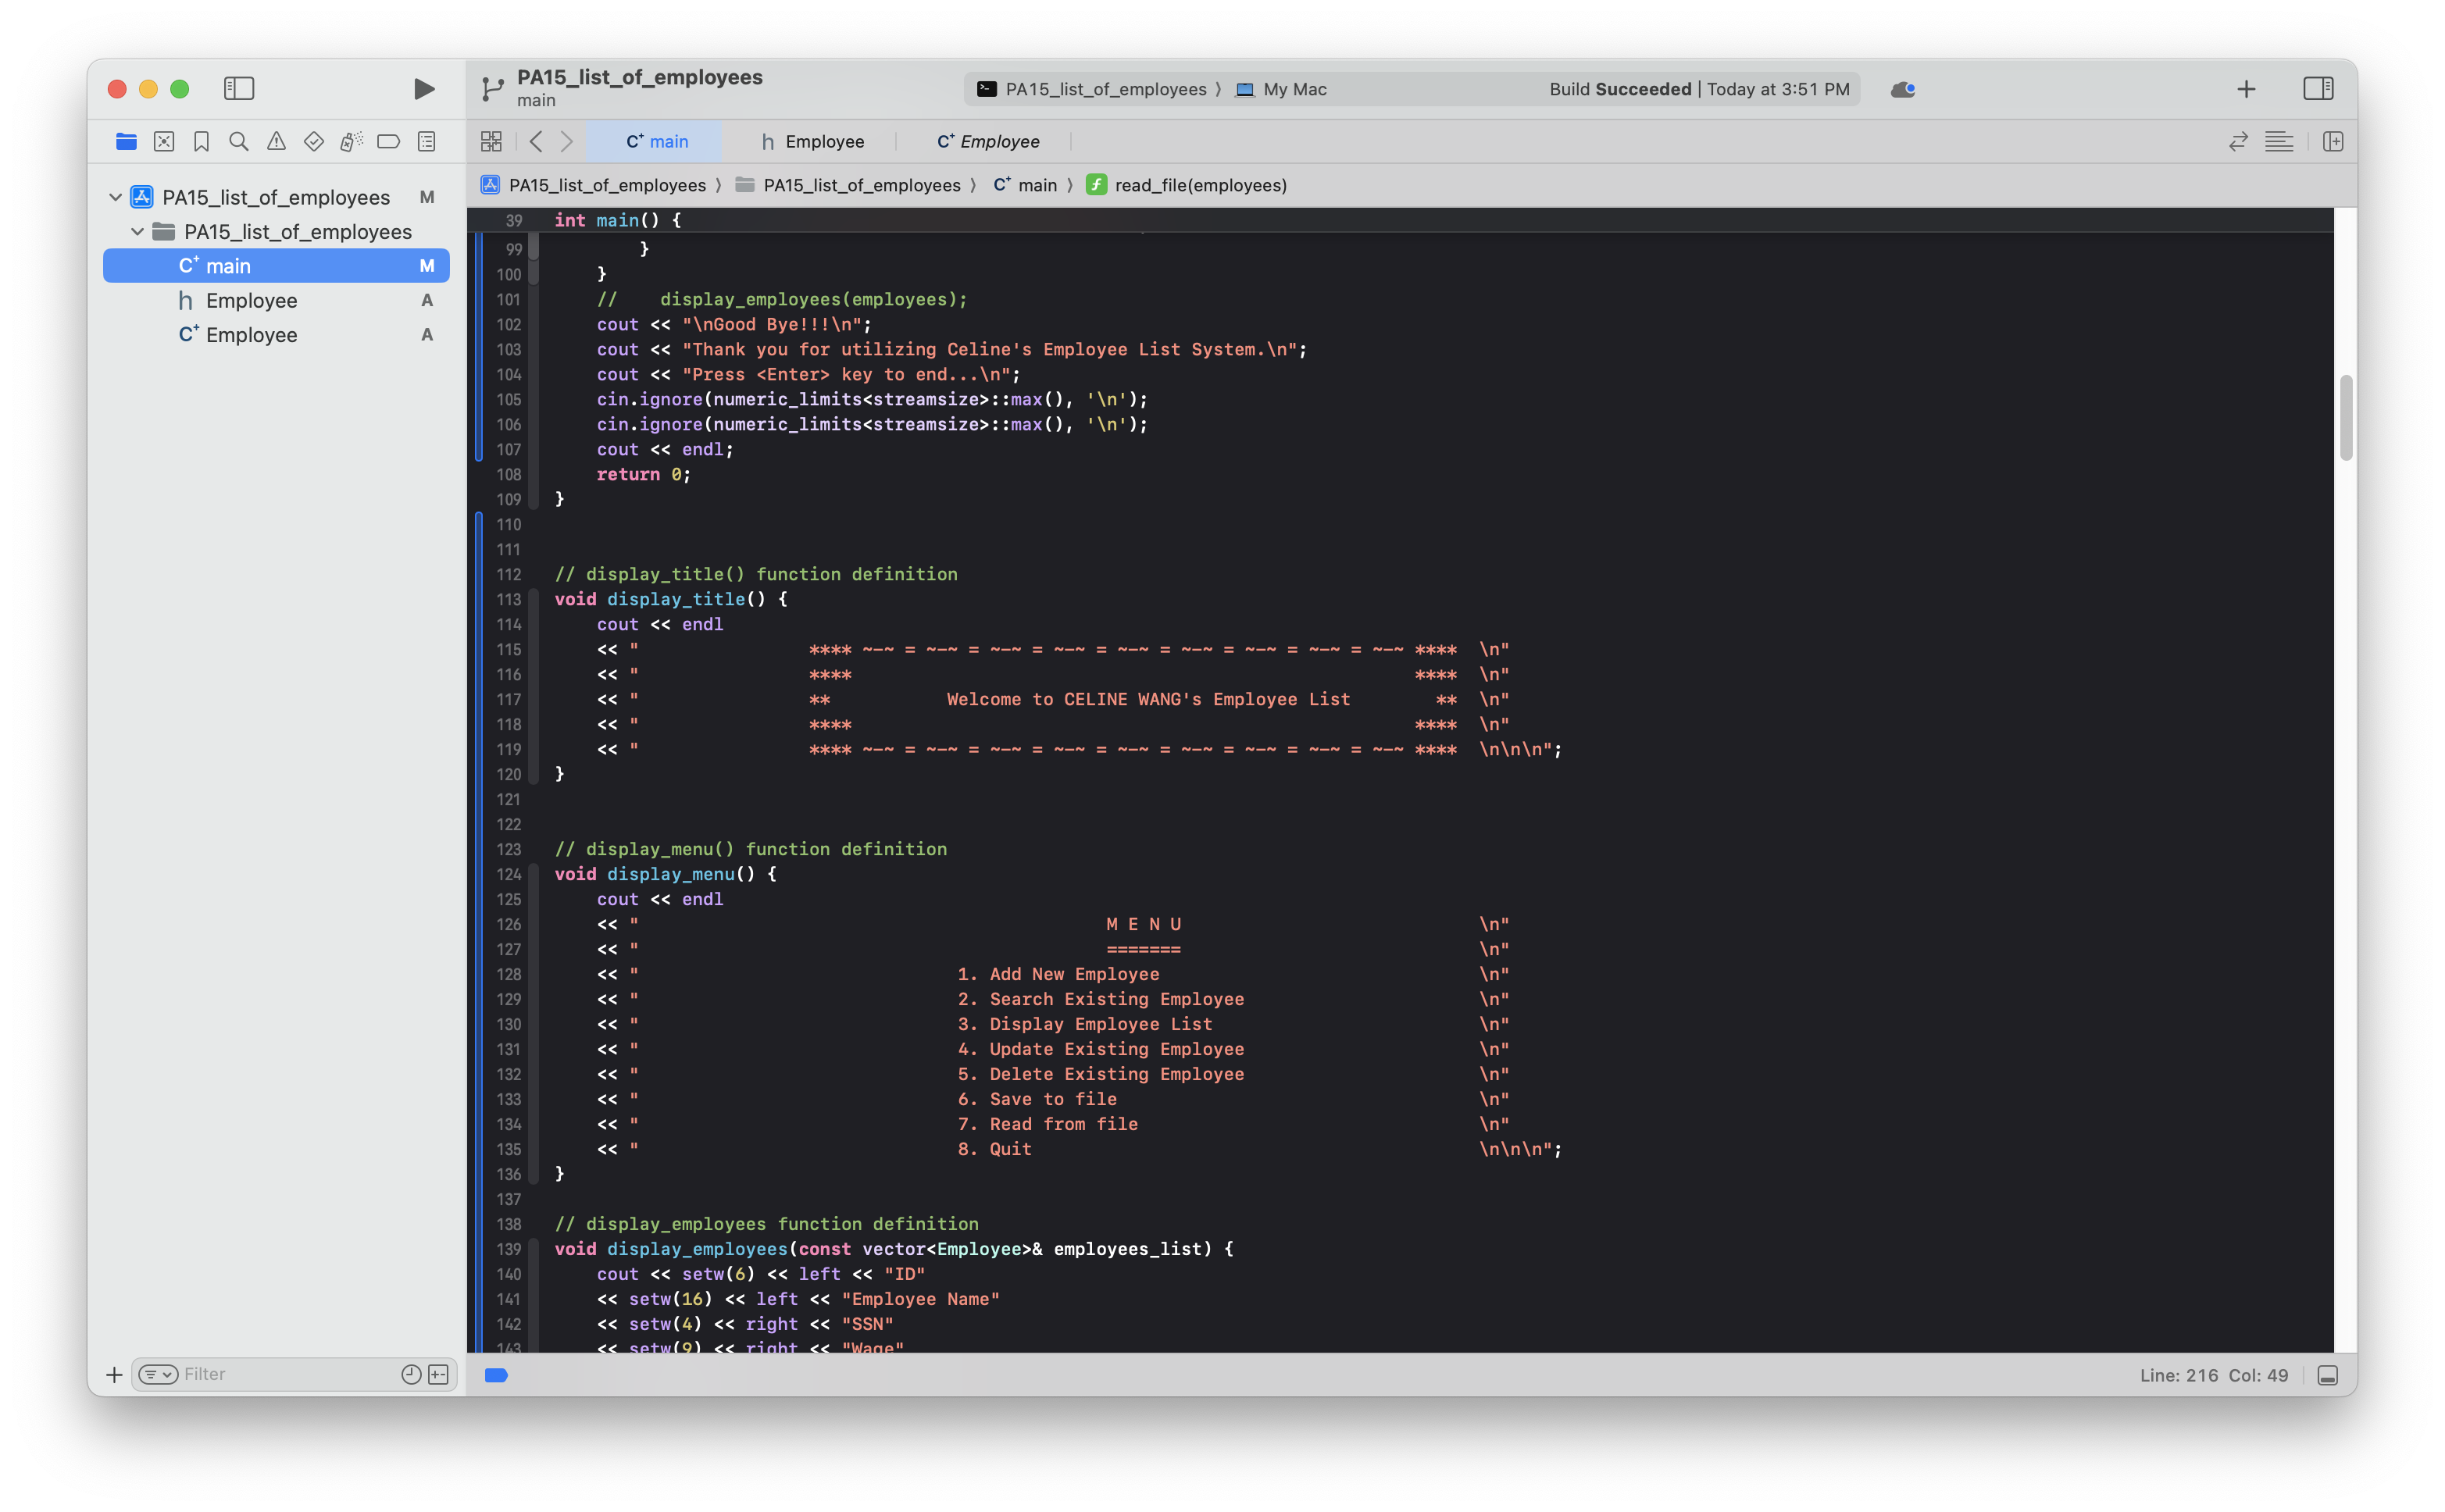 PA15_list_of_employees
main
PA15_list_of_employees 〉 My Mac
Build Succeeded | Today at 3:51 PM
main
Employee
Employee
PA15_list_of_employees 〉 PA15_list_of_employees 〉 main 〉 read_file(employees)
PA15_list_of_employees M
PA15_list_of_employees
main M
Employee A
Employee A
39 int main() {
99         }
100     }
101     //    display_employees(employees);
102     cout << "\nGood Bye!!!\n";
103     cout << "Thank you for utilizing Celine's Employee List System.\n";
104     cout << "Press <Enter> key to end...\n";
105     cin.ignore(numeric_limits<streamsize>::max(), '\n');
106     cin.ignore(numeric_limits<streamsize>::max(), '\n');
107     cout << endl;
108     return 0;
109 }
110
111
112 // display_title() function definition
113 void display_title() {
114     cout << endl
115     << "                **** ~-~ = ~-~ = ~-~ = ~-~ = ~-~ = ~-~ = ~-~ = ~-~ = ~-~ ****  \n"
116     << "                ****                                                     ****  \n"
117     << "                **           Welcome to CELINE WANG's Employee List        **  \n"
118     << "                ****                                                     ****  \n"
119     << "                **** ~-~ = ~-~ = ~-~ = ~-~ = ~-~ = ~-~ = ~-~ = ~-~ = ~-~ ****  \n\n\n";
120 }
121
122
123 // display_menu() function definition
124 void display_menu() {
125     cout << endl
126     << "                                            M E N U                            \n"
127     << "                                            =======                            \n"
128     << "                              1. Add New Employee                              \n"
129     << "                              2. Search Existing Employee                      \n"
130     << "                              3. Display Employee List                         \n"
131     << "                              4. Update Existing Employee                      \n"
132     << "                              5. Delete Existing Employee                      \n"
133     << "                              6. Save to file                                  \n"
134     << "                              7. Read from file                                \n"
135     << "                              8. Quit                                          \n\n\n";
136 }
137
138 // display_employees function definition
139 void display_employees(const vector<Employee>& employees_list) {
140     cout << setw(6) << left << "ID"
141     << setw(16) << left << "Employee Name"
142     << setw(4) << right << "SSN"
143     << setw(9) << right << "Wage"
Filter
Line: 216 Col: 49